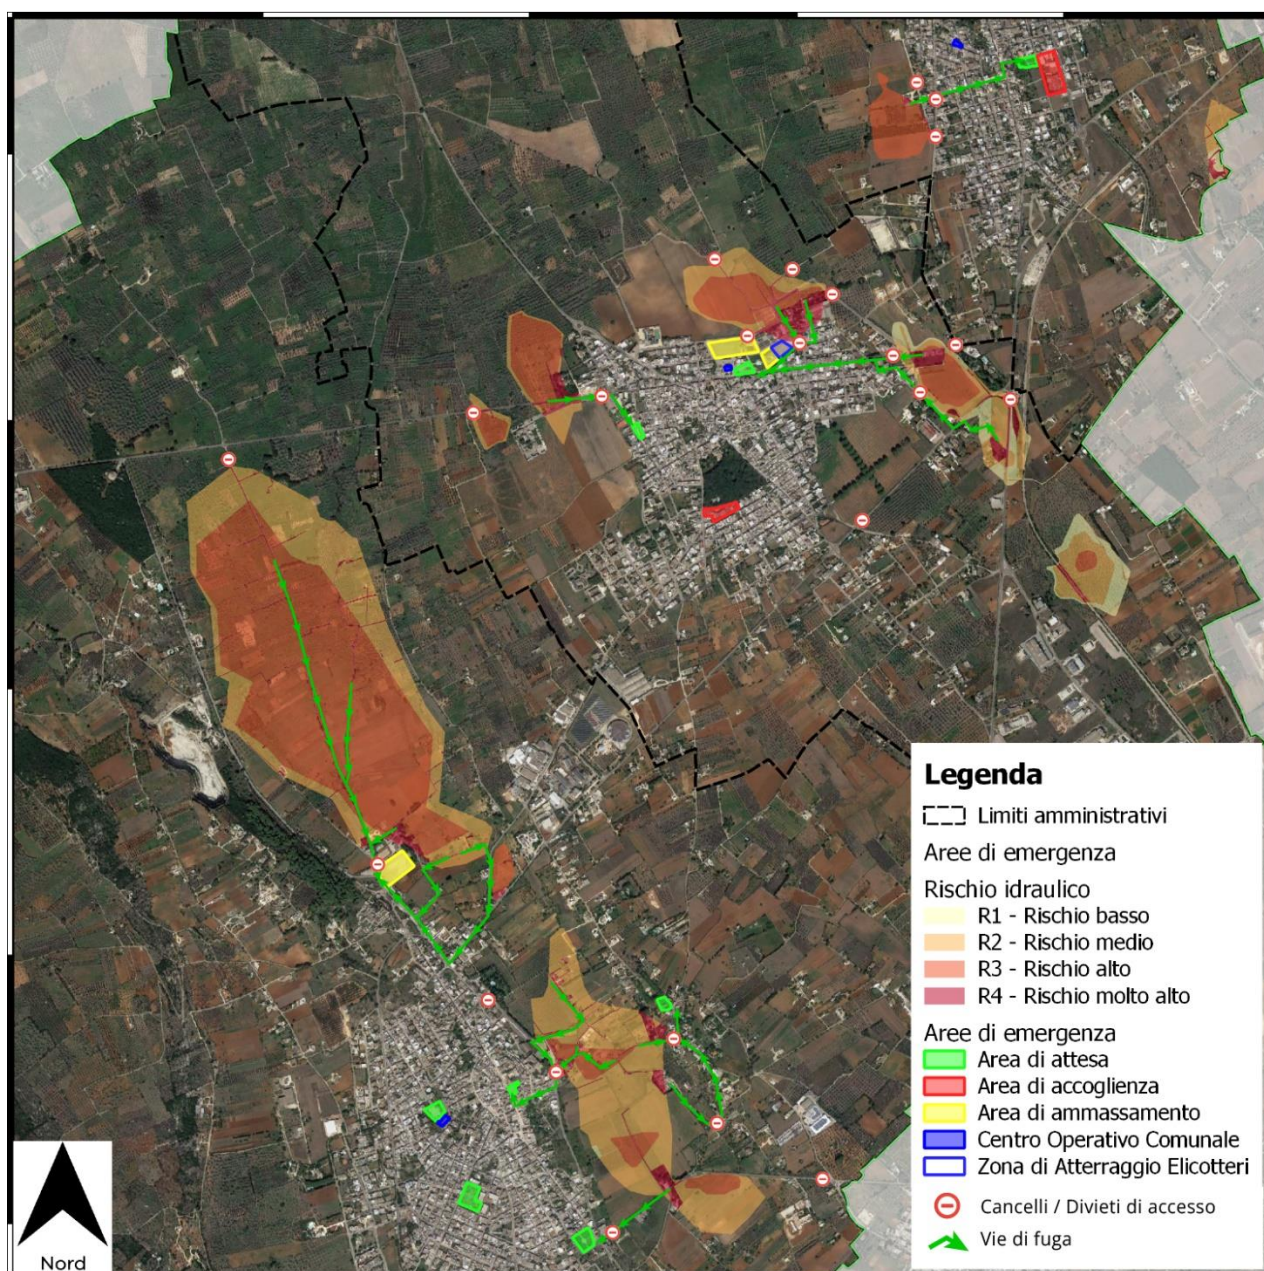 Legenda
Limiti amministrativi
Aree di emergenza
Rischio idraulico
R1 - Rischio basso
R2 - Rischio medio
R3 - Rischio alto
R4 - Rischio molto alto
Aree di emergenza
Area di attesa
Area di accoglienza
Area di ammassamento
Centro Operativo Comunale
Zona di Atterraggio Elicotteri
Cancelli / Divieti di accesso
Vie di fuga
Nord